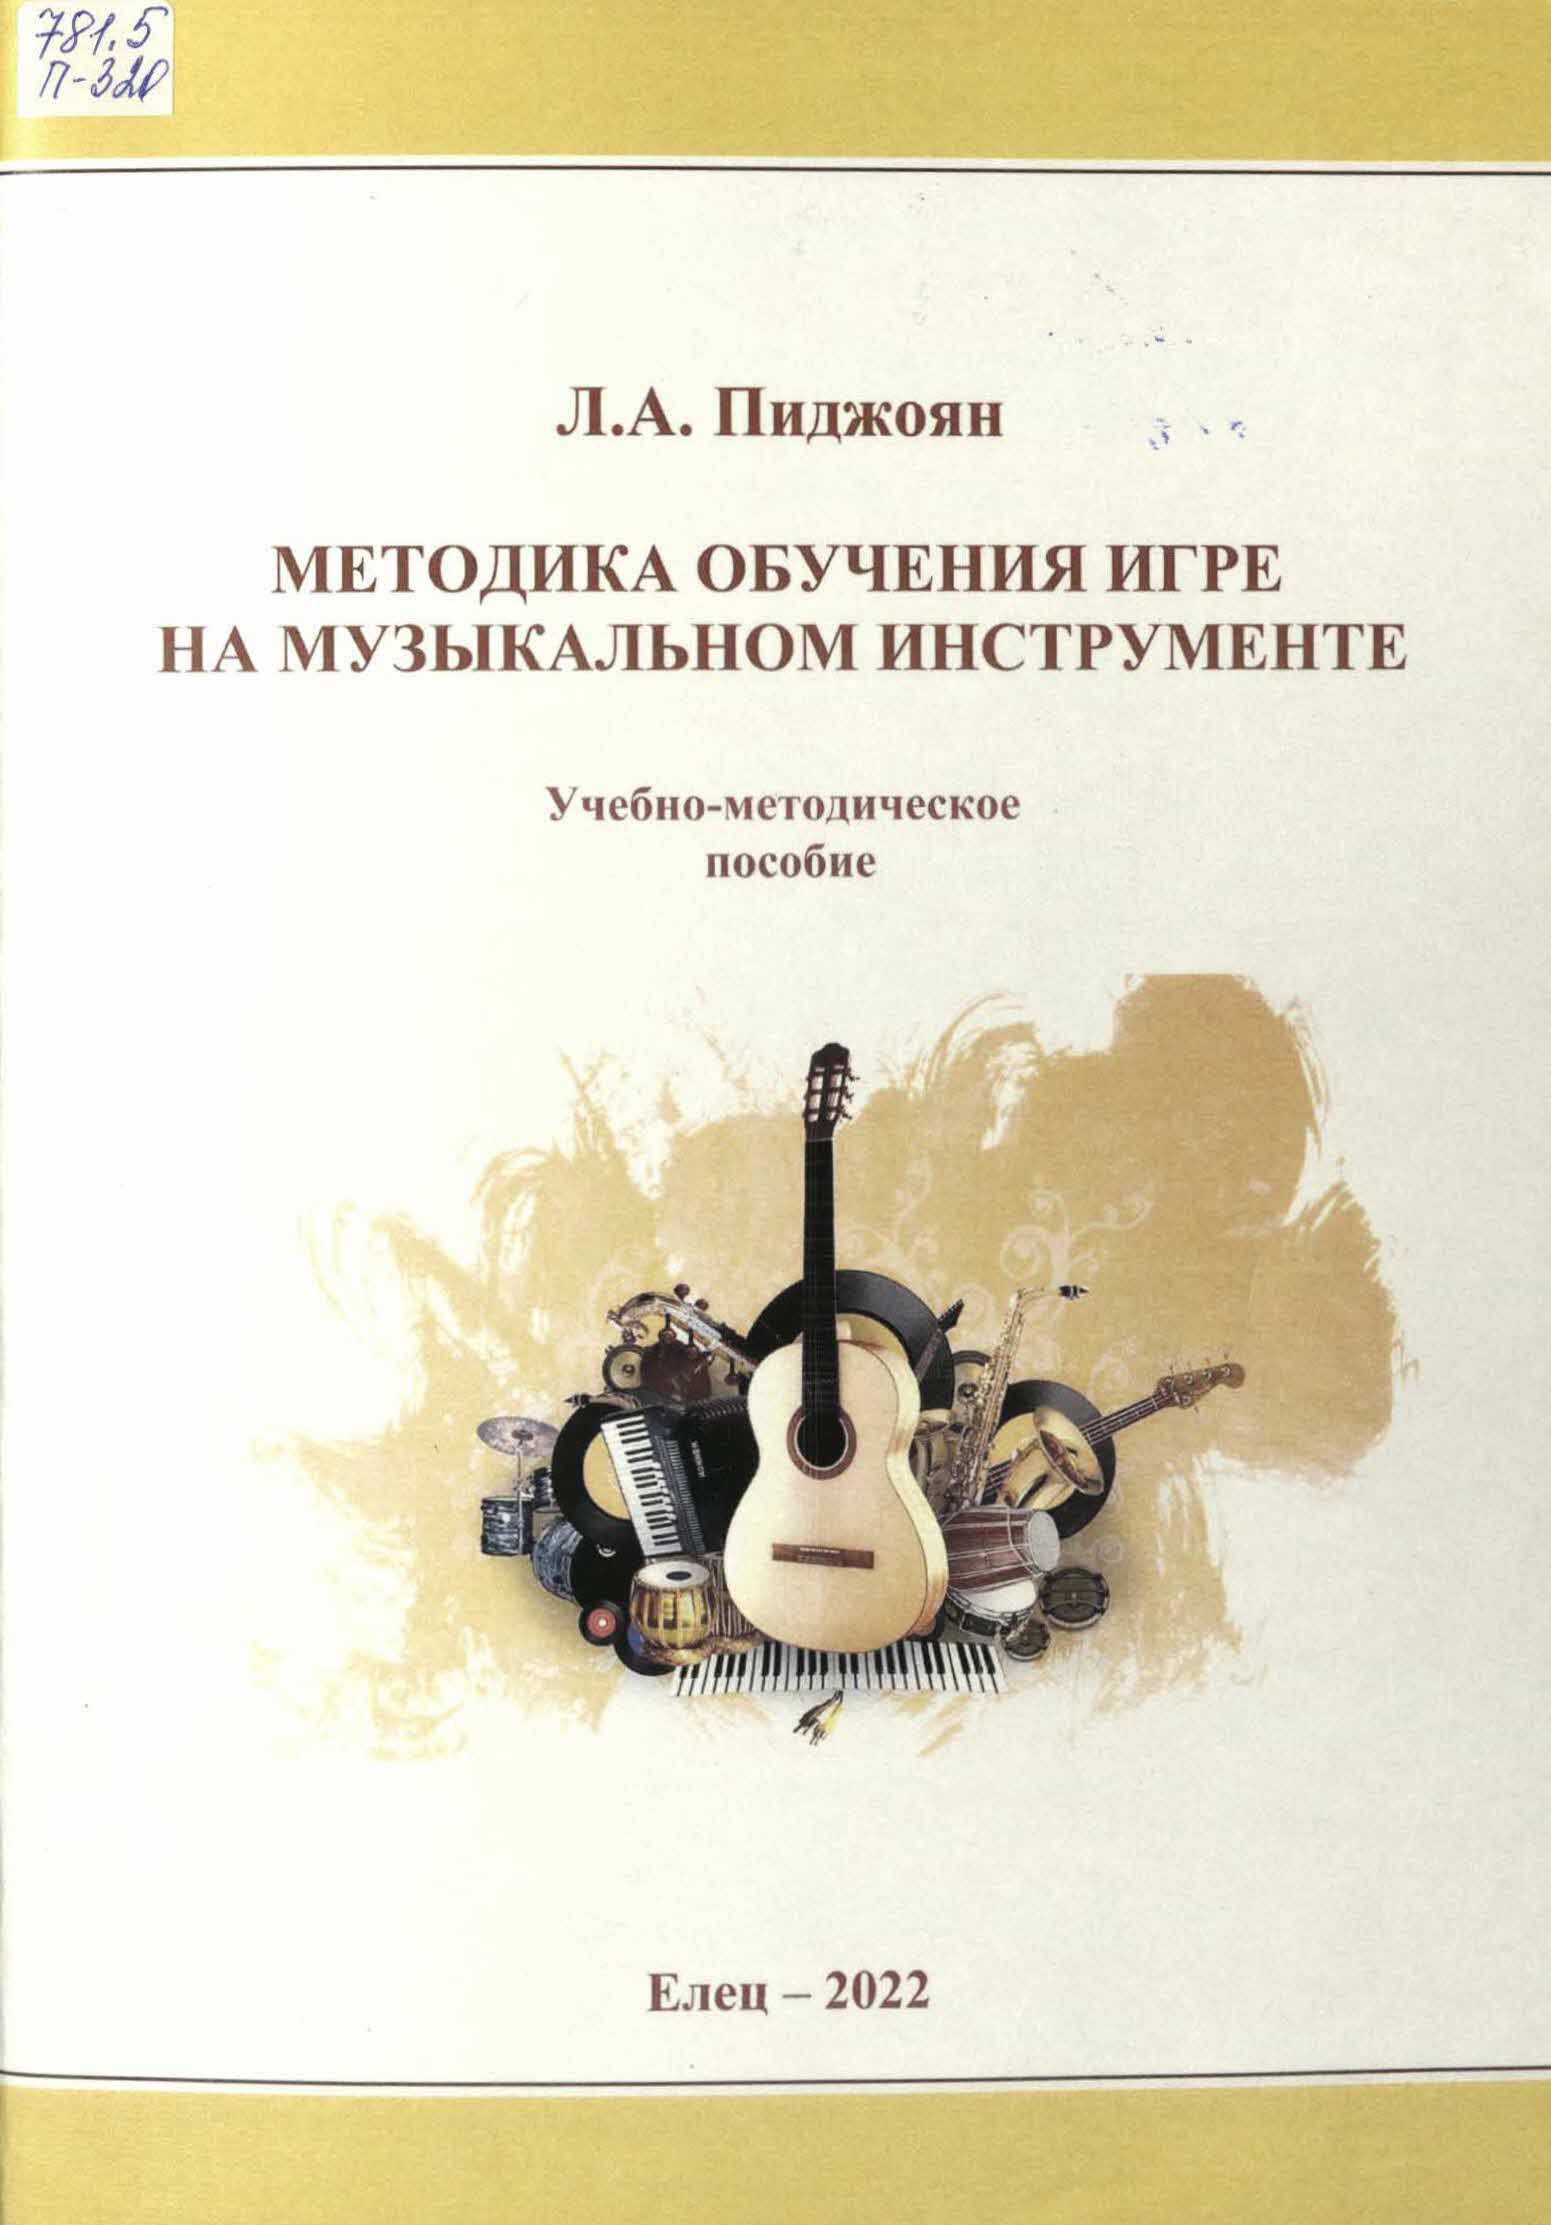 781.5
П-320
Л.А. Пиджоян
МЕТОДИКА ОБУЧЕНИЯ ИГРЕ
НА МУЗЫКАЛЬНОМ ИНСТРУМЕНТЕ
Учебно-методическое
пособие
Елец – 2022